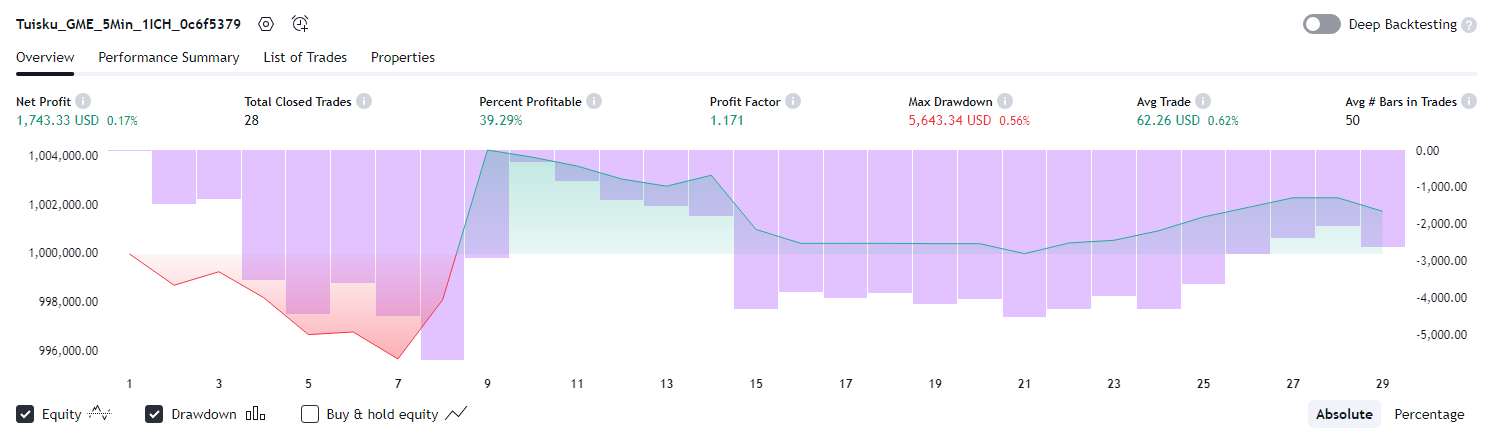 Tuisku_GME_5Min_1ICH_0c6f5379 Deep Backtesting ?
Overview Performance Summary List of Trades Properties
Net Profit Total Closed Trades Percent Profitable Profit Factor Max Drawdown Avg Trade Avg # Bars in Trades
1,743.33 USD 0.17% 28 39.29% 1.171 5,643.34 USD 0.56% 62.26 USD 0.62% 50
1,004,000.00 0.00
-1,000.00
1,002,000.00 -2,000.00
1,000,000.00 -3,000.00
998,000.00 -4,000.00
996,000.00 -5,000.00
1 3 5 7 9 11 13 15 17 19 21 23 25 27 29
Equity Drawdown Buy & hold equity Absolute Percentage